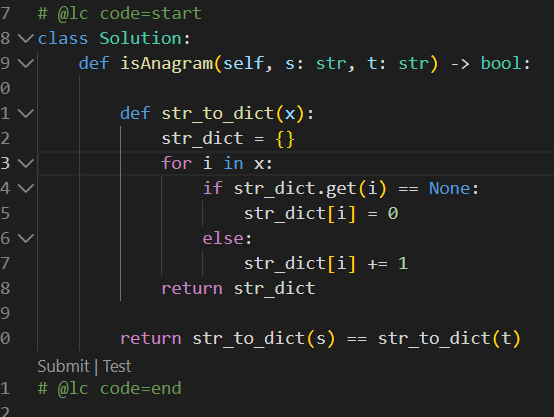 7 # @lc code=start
8 class Solution:
9     def isAnagram(self, s: str, t: str) -> bool:
0
1         def str_to_dict(x):
2             str_dict = {}
3             for i in x:
4                 if str_dict.get(i) == None:
5                     str_dict[i] = 0
6                 else:
7                     str_dict[i] += 1
8             return str_dict
9
0         return str_to_dict(s) == str_to_dict(t)
Submit | Test
1 # @lc code=end
2